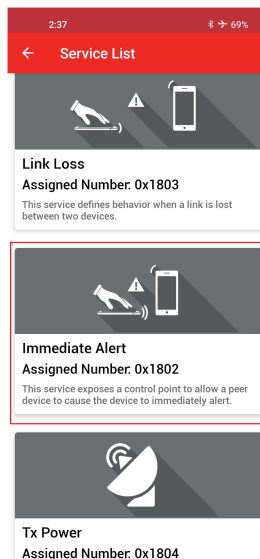 2:37
69%
Service List
Link Loss
Assigned Number: 0x1803
This service defines behavior when a link is lost
between two devices.
Immediate Alert
Assigned Number: 0x1802
This service exposes a control point to allow a peer
device to cause the device to immediately alert.
Tx Power
Assigned Number: 0x1804